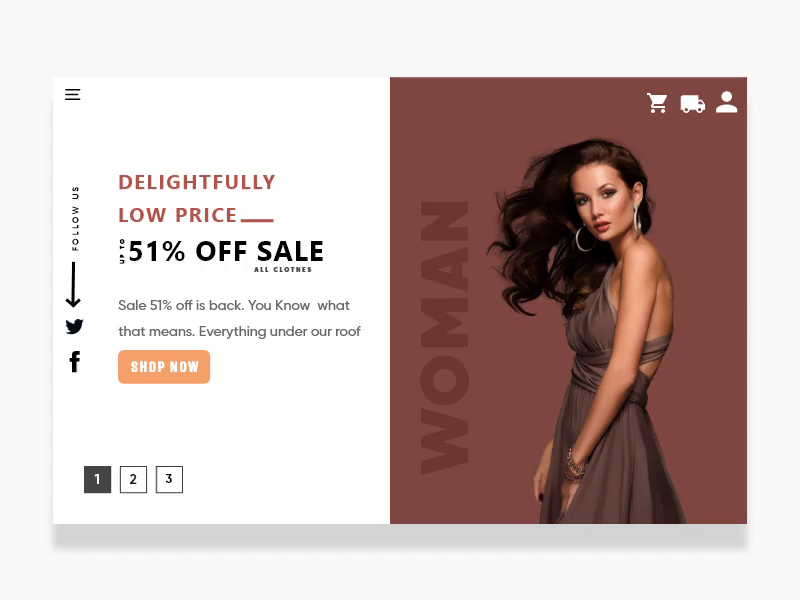 DELIGHTFULLY
LOW PRICE
UP TO 51% OFF SALE
ALL CLOTHES
Sale 51% off is back. You Know what
that means. Everything under our roof
SHOP NOW
FOLLOW US
1 2 3
WOMAN